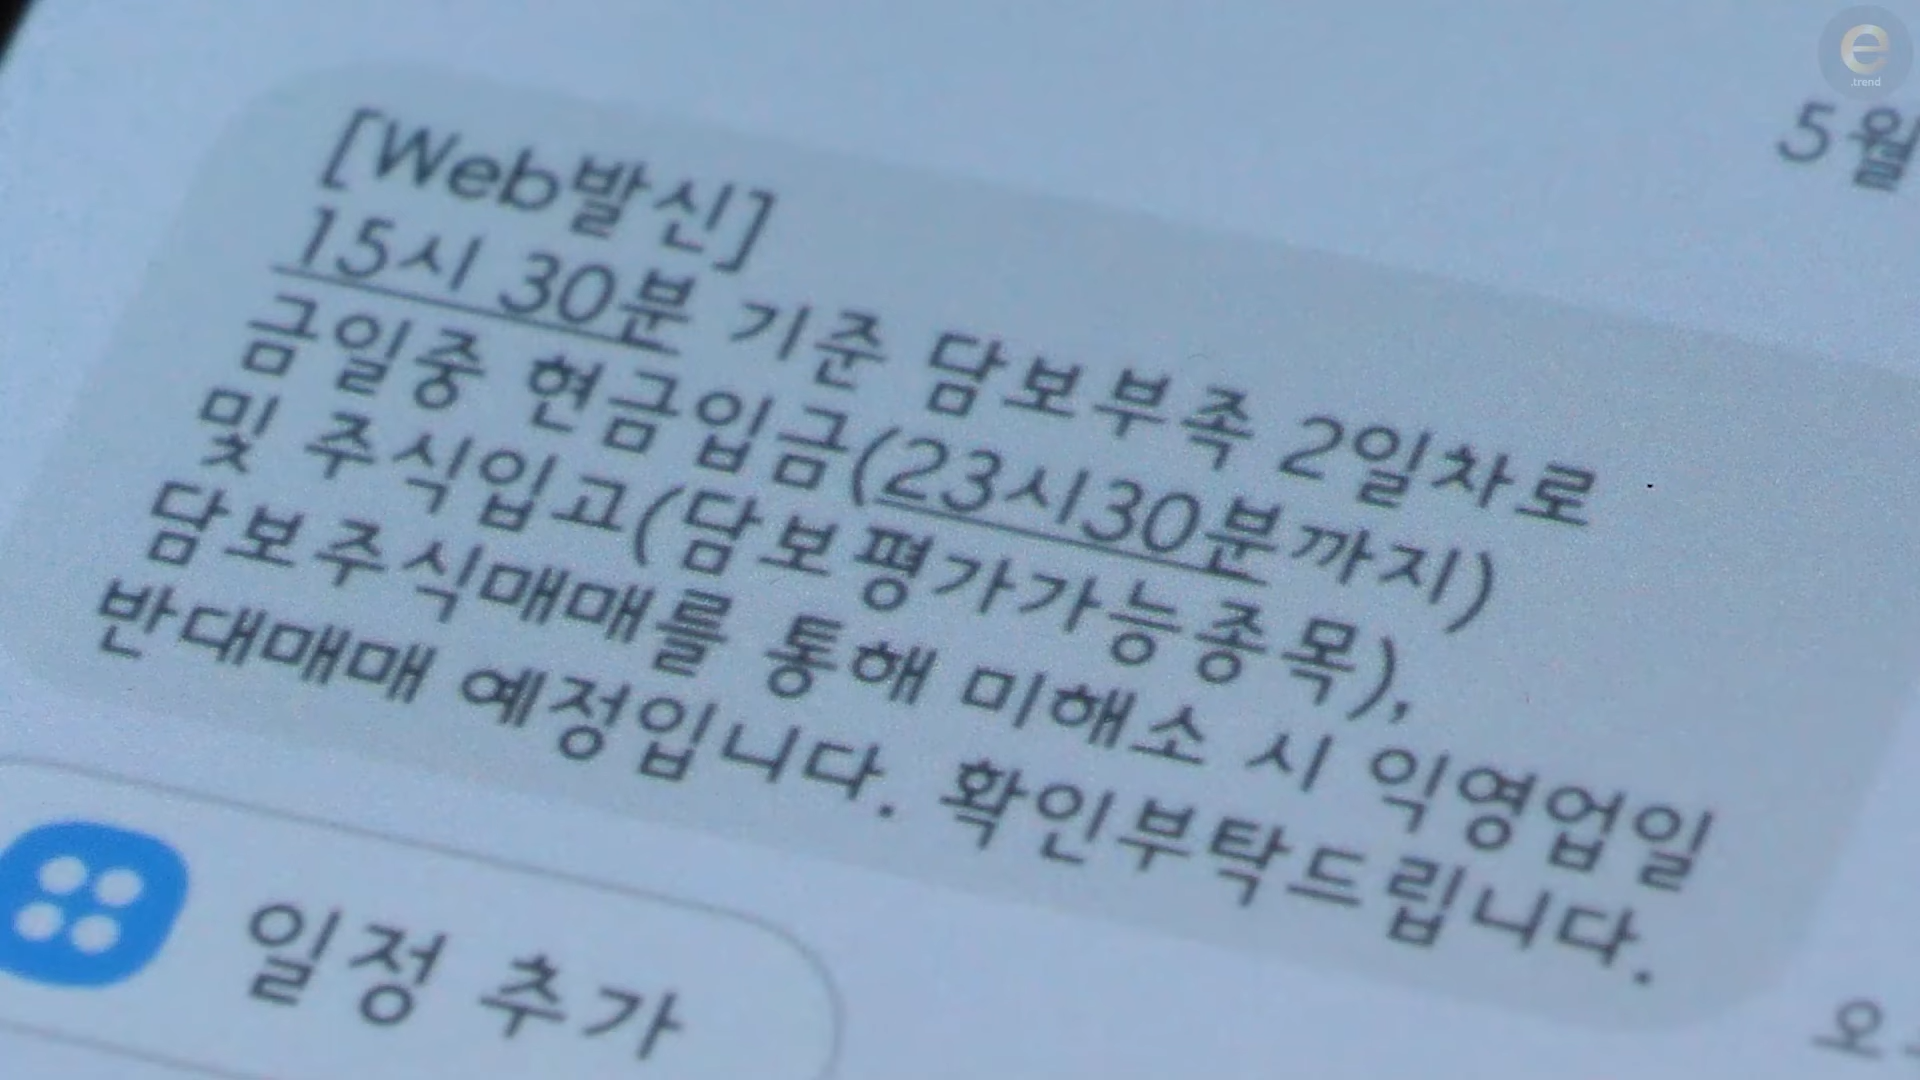 e
.trend
5월
[Web발신]
15시 30분 기준 담보부족 2일차로
금일중 현금입금(23시30분까지)
및 주식입고(담보평가가능종목),
담보주식매매를 통해 미해소 시 익영업일
반대매매 예정입니다. 확인부탁드립니다.
일정 추가